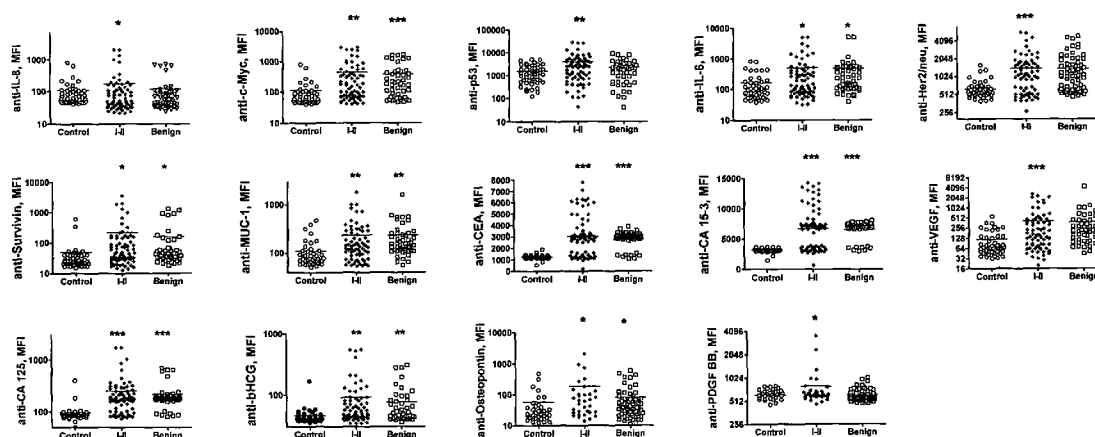 anti-IL-8, MFI
1000
100
10
*
Control I-II Benign
anti-c-Myc, MFI
10000
1000
100
10
** ***
Control I-II Benign
anti-p53, MFI
100000
10000
1000
100
10
**
Control I-II Benign
anti-IL-6, MFI
10000
1000
100
10
* *
Control I-II Benign
anti-Her2/neu, MFI
4096
2048
1024
512
256
***
Control I-II Benign
anti-Survivin, MFI
10000
1000
100
10
* *
Control I-II Benign
anti-MUC-1, MFI
1000
100
** **
Control I-II Benign
anti-CEA, MFI
8000
7000
6000
5000
4000
3000
2000
1000
0
*** ***
Control I-II Benign
anti-CA 15-3, MFI
15000
10000
5000
0
*** ***
Control I-II Benign
anti-VEGF, MFI
8192
4096
2048
1024
512
256
128
64
32
16
***
Control I-II Benign
anti-CA 125, MFI
1000
100
*** ***
Control I-II Benign
anti-bHCG, MFI
1000
100
** **
Control I-II Benign
anti-Osteopontin, MFI
10000
1000
100
10
* *
Control I-II Benign
anti-PDGF BB, MFI
4096
2048
1024
512
256
*
Control I-II Benign